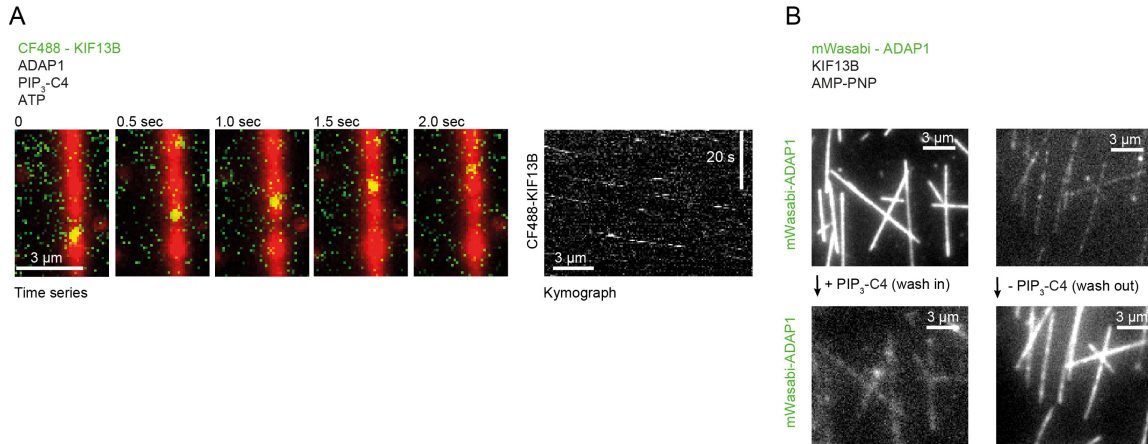 A
CF488 - KIF13B
ADAP1
PIP3-C4
ATP
0
0.5 sec
1.0 sec
1.5 sec
2.0 sec
3 µm
Time series
CF488-KIF13B
20 s
3 µm
Kymograph
B
mWasabi - ADAP1
KIF13B
AMP-PNP
mWasabi-ADAP1
3 µm
3 µm
+ PIP3-C4 (wash in)
- PIP3-C4 (wash out)
mWasabi-ADAP1
3 µm
3 µm